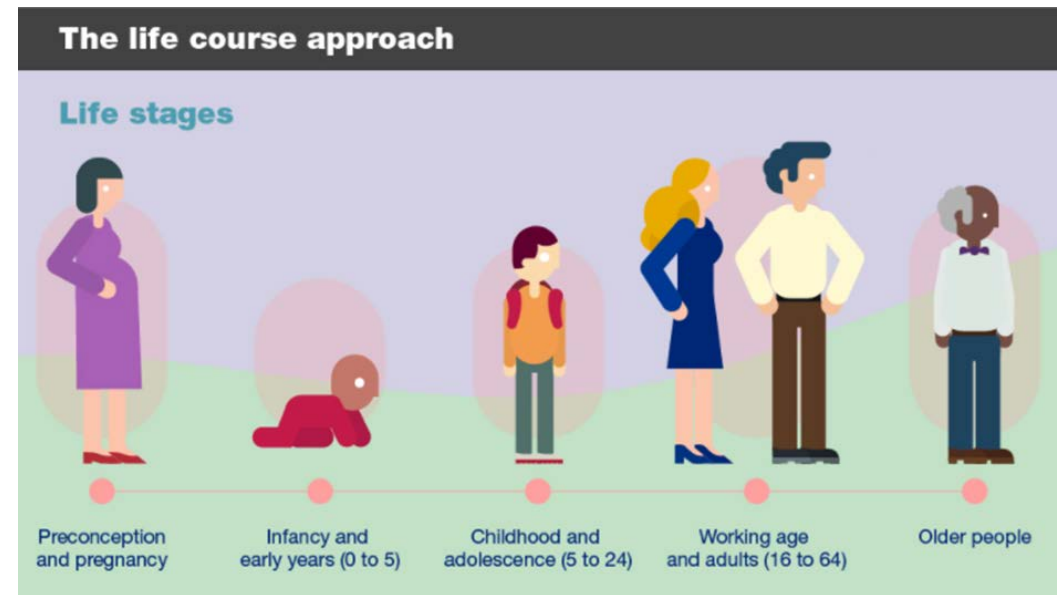 The life course approach
Life stages
Preconception
and pregnancy
Infancy and
early years (0 to 5)
Childhood and
adolescence (5 to 24)
Working age
and adults (16 to 64)
Older people